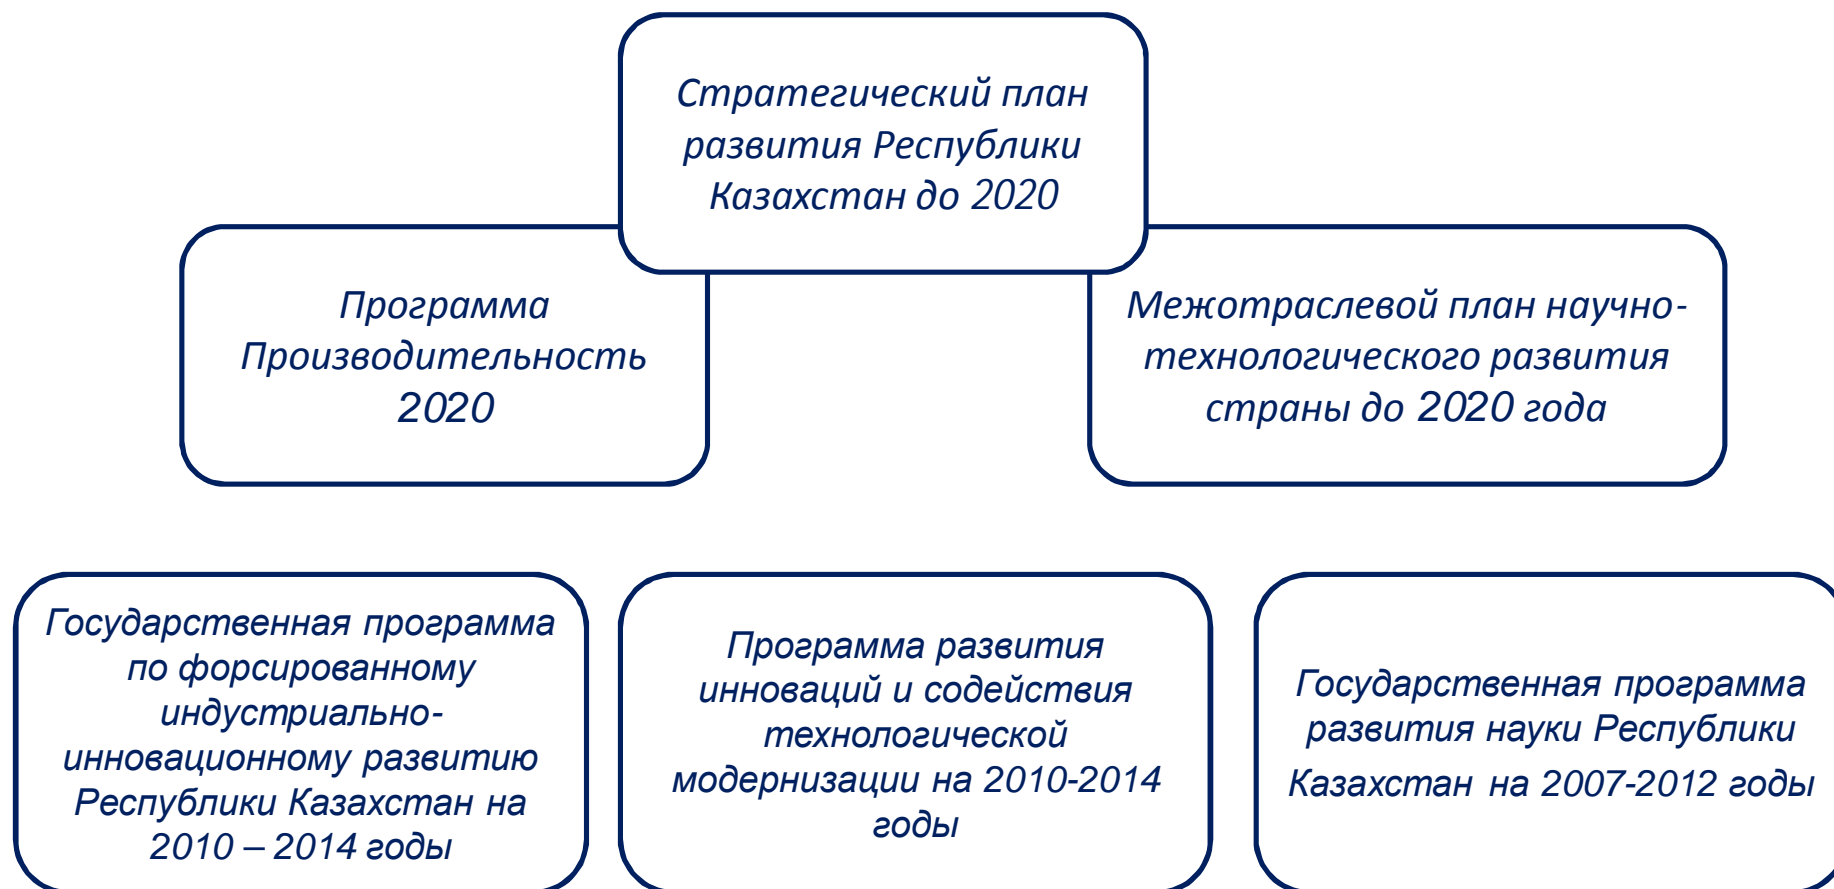 Стратегический план
развития Республики
Казахстан до 2020
Программа
Производительность
2020
Межотраслевой план научно-
технологического развития
страны до 2020 года
Государственная программа
по форсированному
индустриально-
инновационному развитию
Республики Казахстан на
2010 – 2014 годы
Программа развития
инноваций и содействия
технологической
модернизации на 2010-2014
годы
Государственная программа
развития науки Республики
Казахстан на 2007-2012 годы